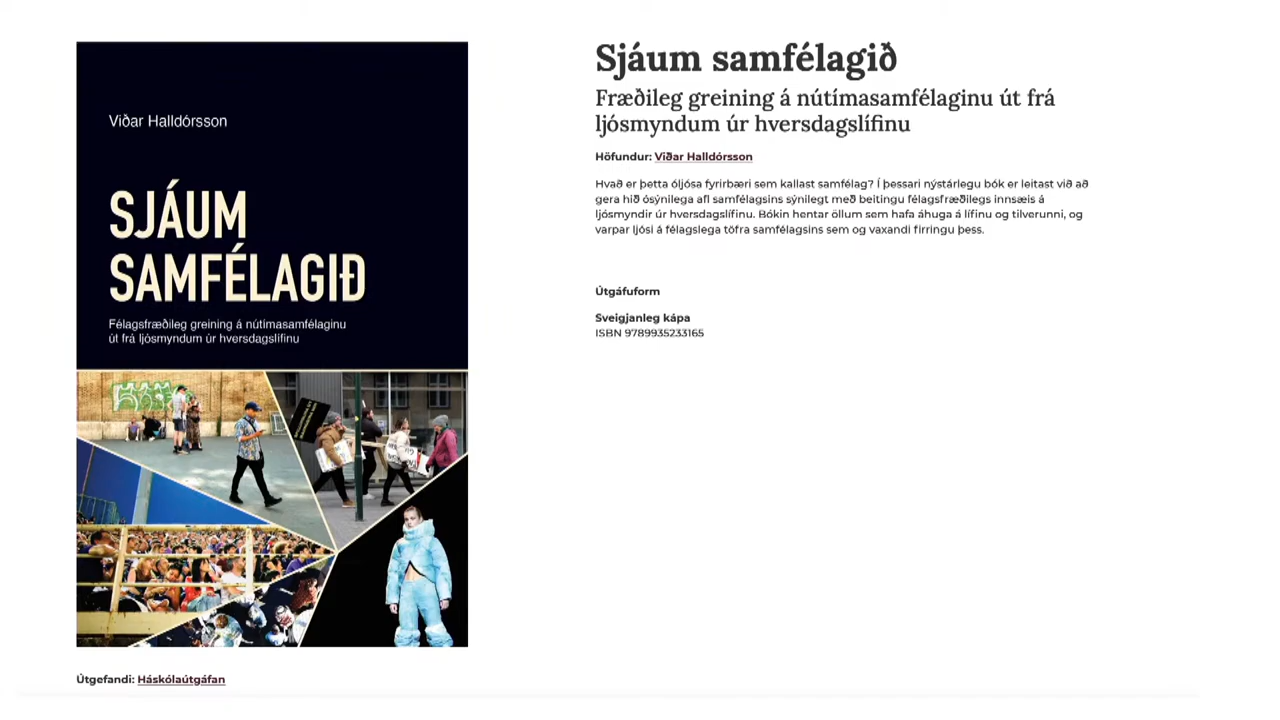 Viðar Halldórsson
SJÁUM
SAMFÉLAGIÐ
Félagsfræðileg greining á nútímasamfélaginu
út frá ljósmyndum úr hversdagslífinu
Útgefandi: Háskólaútgáfan
Sjáum samfélagið
Fræðileg greining á nútímasamfélaginu út frá
ljósmyndum úr hversdagslífinu
Höfundur: Viðar Halldórsson
Hvað er þetta óljósa fyrirbæri sem kallast samfélag? Í þessari nýstárlegu bók er leitast við að
gera hið ósýnilega afl samfélagsins sýnilegt með beitingu félagsfræðilegs innsæis á
ljósmyndir úr hversdagslífinu. Bókin hentar öllum sem hafa áhuga á lífinu og tilverunni, og
varpar ljósi á félagslega töfra samfélagsins sem og vaxandi firringu þess.
Útgáfuform
Sveigjanleg kápa
ISBN 9789935233165